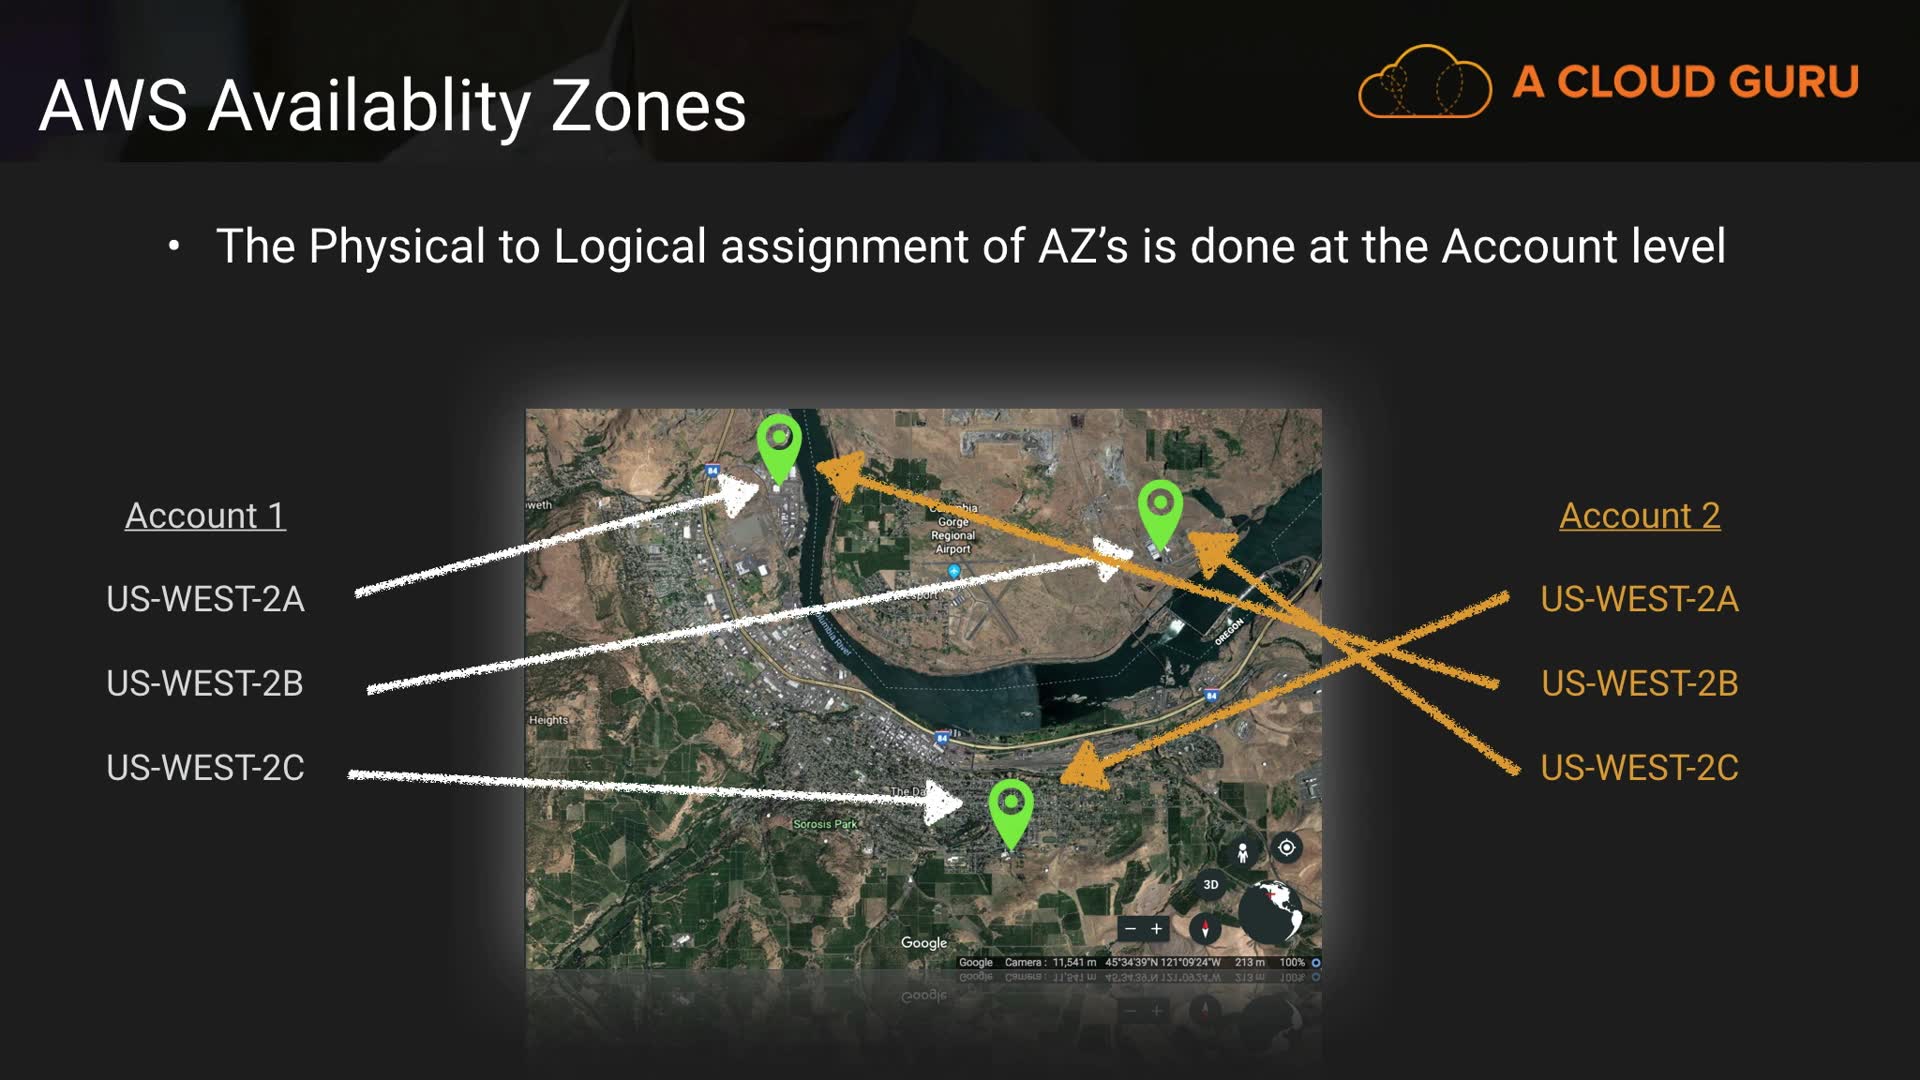 AWS Availablity Zones
A CLOUD GURU
• The Physical to Logical assignment of AZ’s is done at the Account level
Account 1
US-WEST-2A
US-WEST-2B
US-WEST-2C
Account 2
US-WEST-2A
US-WEST-2B
US-WEST-2C
84
Gorge
Regional
Airport
Columbia River
OREGON
84
Heights
84
Sorosis Park
3D
Google
Google Camera : 11,541 m 45°34'39"N 121°09'24"W 213 m 100%